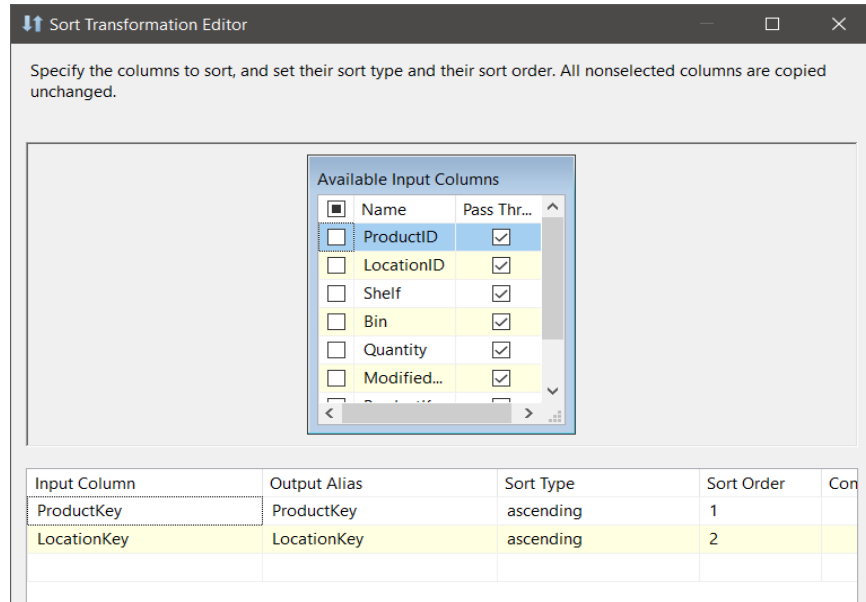 Sort Transformation Editor
Specify the columns to sort, and set their sort type and their sort order. All nonselected columns are copied
unchanged.
Available Input Columns
Name Pass Thr...
ProductID
LocationID
Shelf
Bin
Quantity
Modified...
Input Column Output Alias Sort Type Sort Order
ProductKey ProductKey ascending 1
LocationKey LocationKey ascending 2